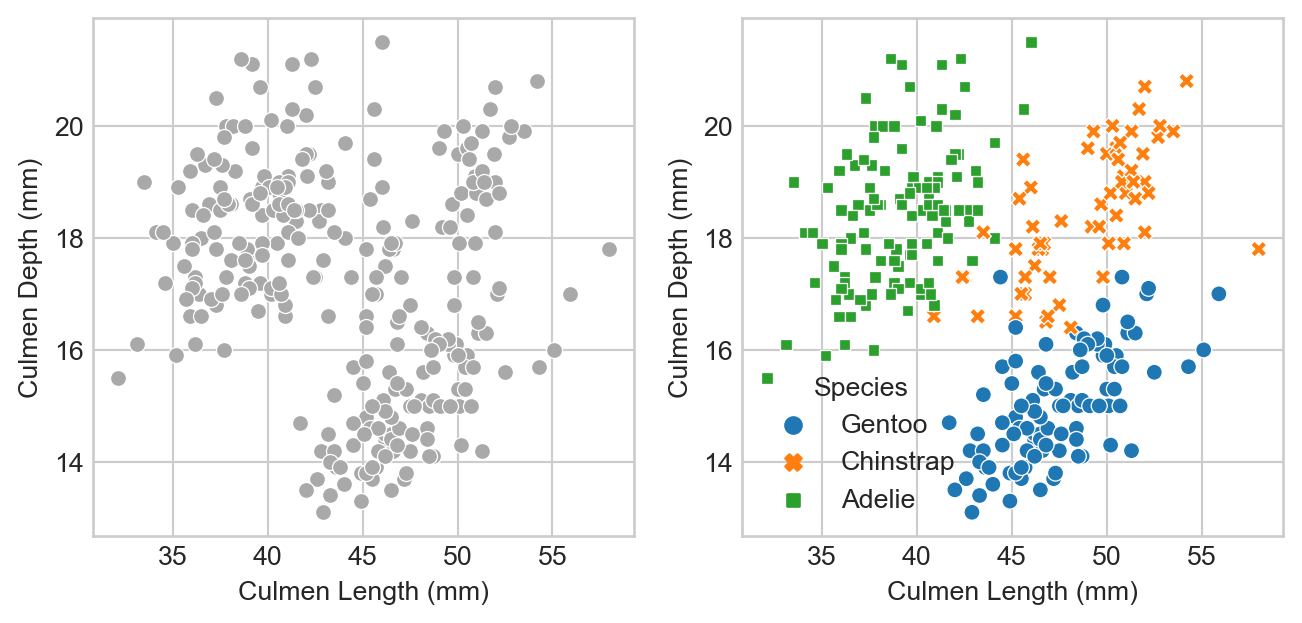 20
18
16
14
Culmen Depth (mm)
35 40 45 50 55
Culmen Length (mm)
20
18
16
14
Culmen Depth (mm)
Species
Gentoo
Chinstrap
Adelie
35 40 45 50 55
Culmen Length (mm)